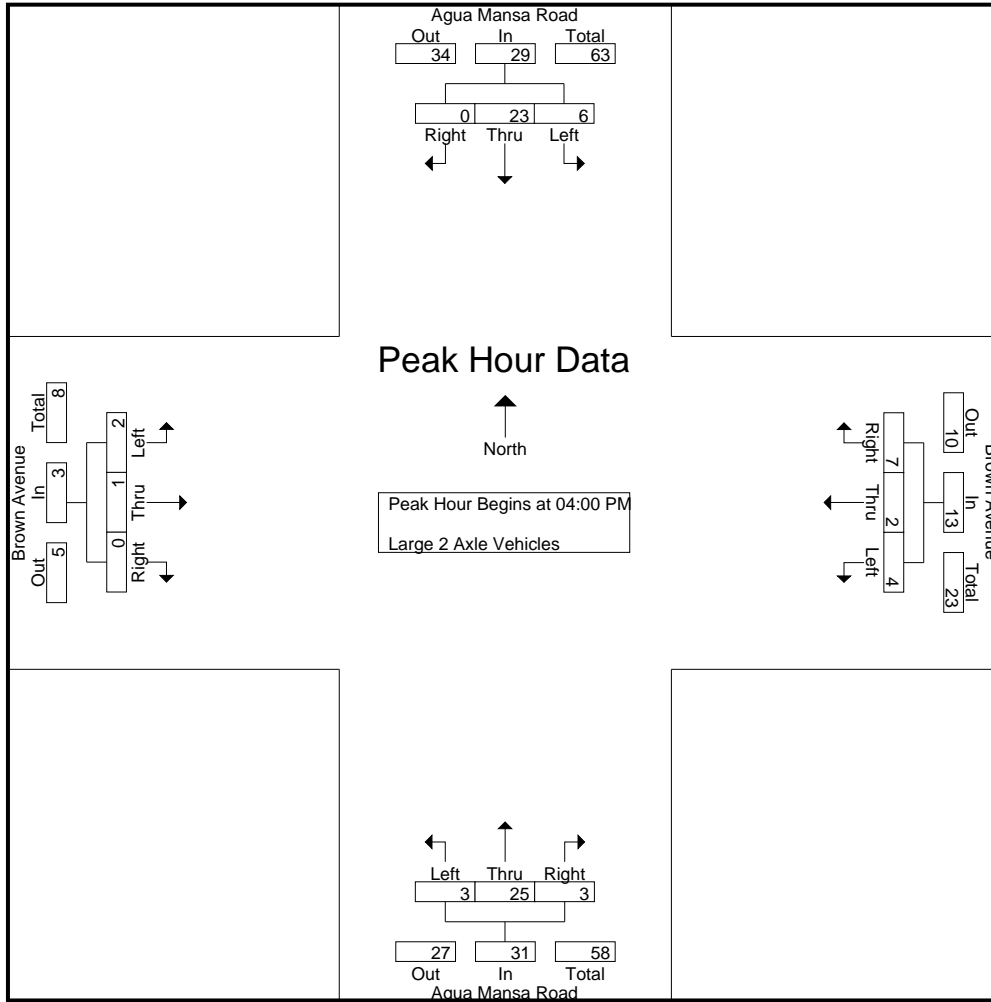 Agua Mansa Road
Out In Total
34 29 63
0 23 6
Right Thru Left
Peak Hour Data
North
Peak Hour Begins at 04:00 PM
Large 2 Axle Vehicles
Brown Avenue
Out In Total
5 3 8
2 1 0
Left Thru Right
Brown Avenue
Out In Total
10 13 23
7 2 4
Right Thru Left
Left Thru Right
3 25 3
27 31 58
Out In Total
Agua Mansa Road